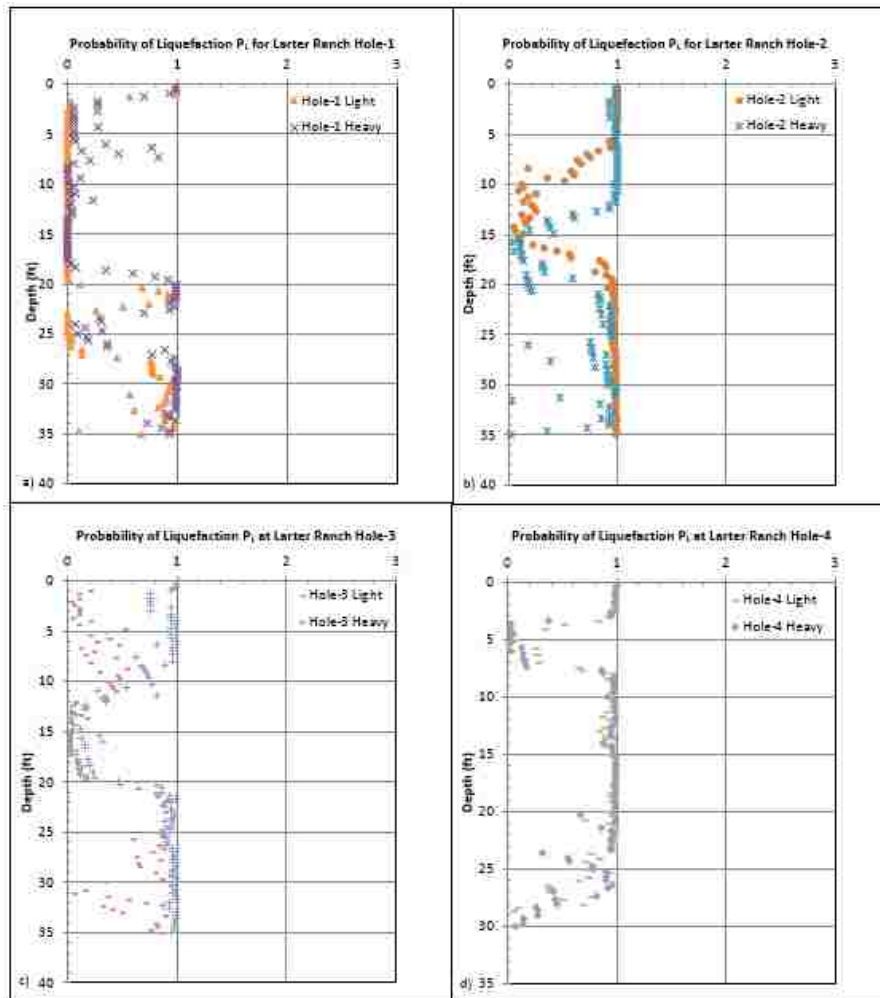 Probability of Liquefaction PL for Larter Ranch Hole-1
0 1 2 3
0
5
10
15
20
25
30
35
40
Depth (ft)
Hole-1 Light
Hole-1 Heavy
a)
Probability of Liquefaction PL for Larter Ranch Hole-2
0 1 2 3
0
5
10
15
20
25
30
35
40
Depth (ft)
Hole-2 Light
Hole-2 Heavy
b)
Probability of Liquefaction PL at Larter Ranch Hole-3
0 1 2 3
0
5
10
15
20
25
30
35
40
Depth (ft)
Hole-3 Light
Hole-3 Heavy
c)
Probability of Liquefaction PL at Larter Ranch Hole-4
0 1 2 3
0
5
10
15
20
25
30
35
Depth (ft)
Hole-4 Light
Hole-4 Heavy
d)